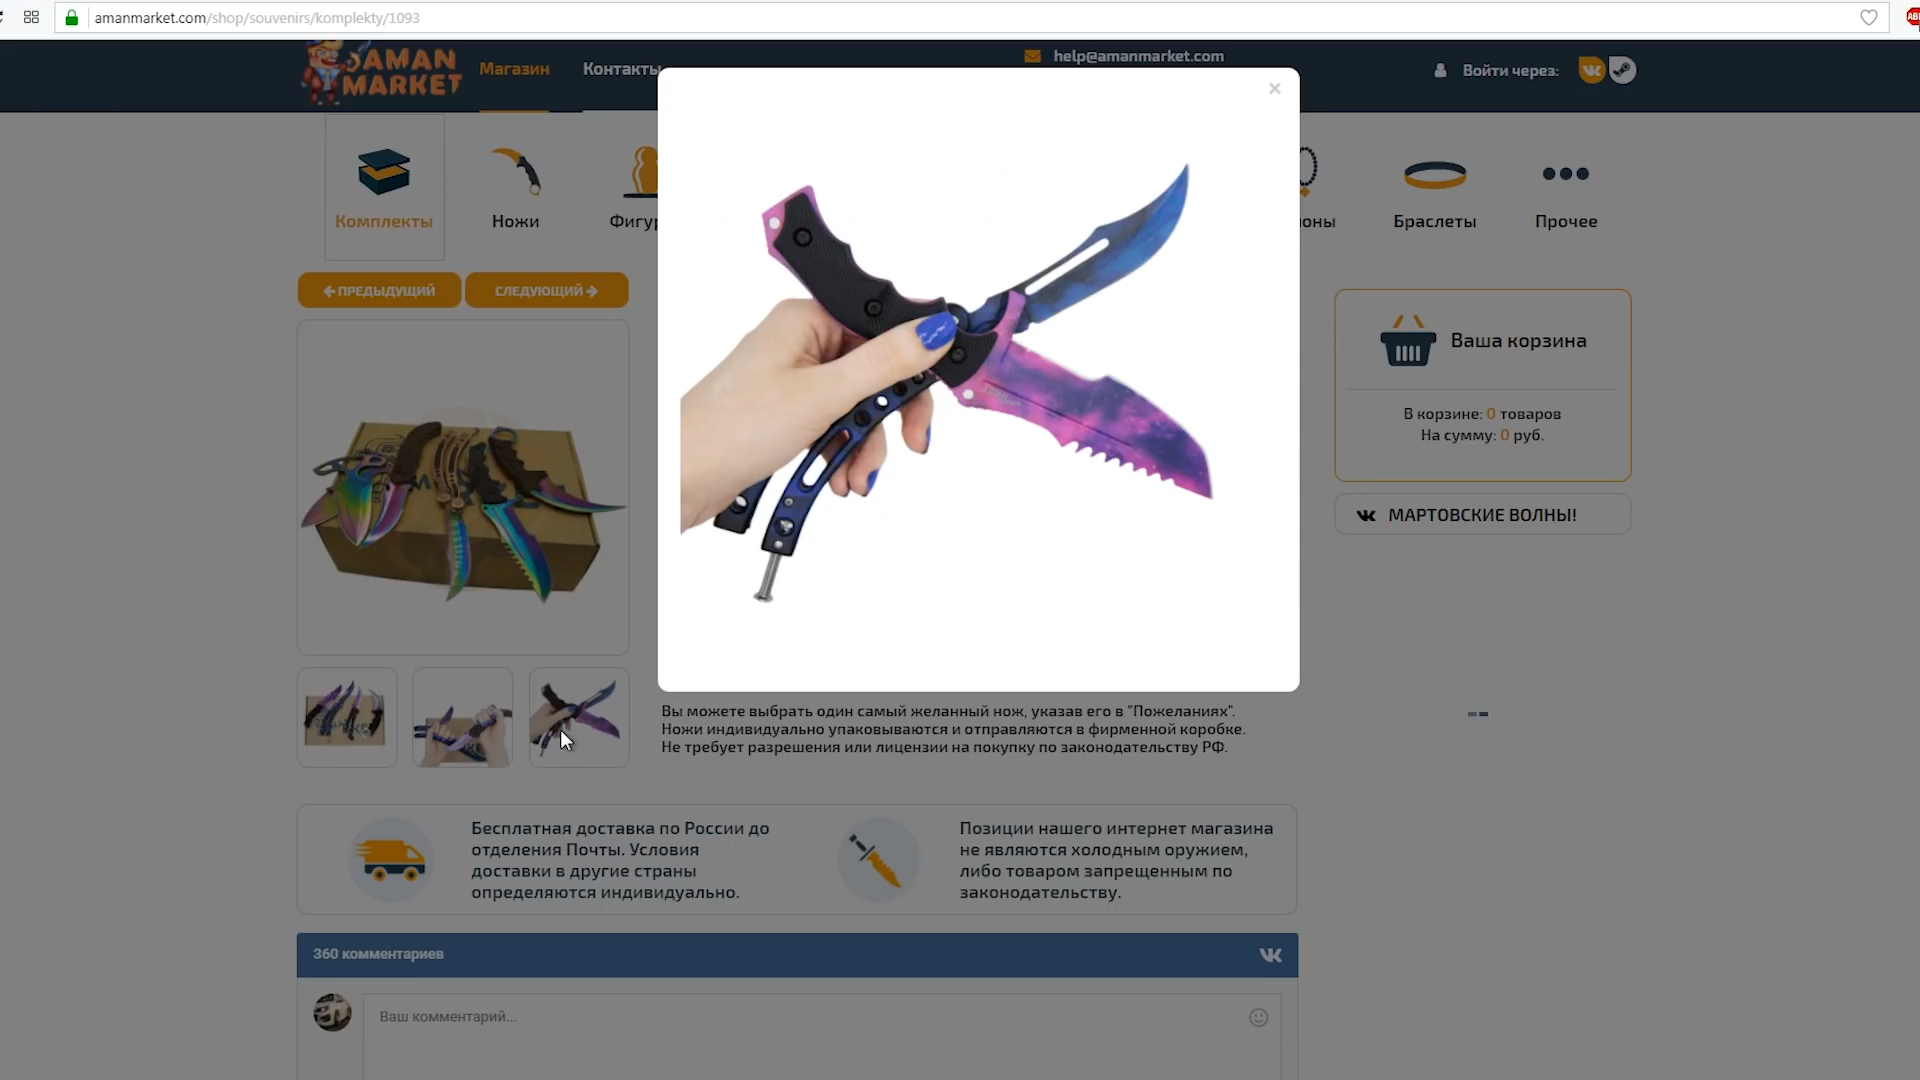 amanmarket.com/shop/souvenirs/komplekty/1093
AMAN
MARKET
Магазин
Контакты
help@amanmarket.com
Войти через:
Комплекты
Ножи
Фигур
оны
Браслеты
Прочее
ПРЕДЫДУЩИЙ
СЛЕДУЮЩИЙ
Ваша корзина
В корзине: 0 товаров
На сумму: 0 руб.
МАРТОВСКИЕ ВОЛНЫ!
Вы можете выбрать один самый желанный нож, указав его в "Пожеланиях".
Ножи индивидуально упаковываются и отправляются в фирменной коробке.
Не требует разрешения или лицензии на покупку по законодательству РФ.
Бесплатная доставка по России до
отделения Почты. Условия
доставки в другие страны
определяются индивидуально.
Позиции нашего интернет магазина
не являются холодным оружием,
либо товаром запрещенным по
законодательству.
360 комментариев
Ваш комментарий...